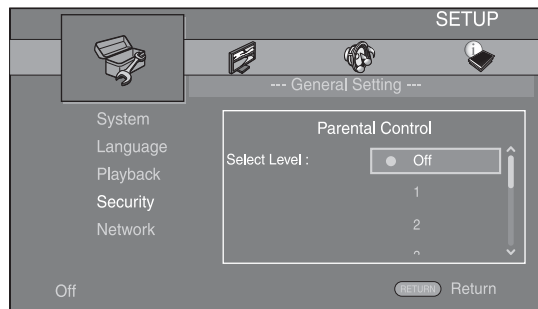 SETUP
--- General Setting ---
System
Language
Playback
Security
Network
Parental Control
Select Level : Off
1
2
Off
RETURN Return